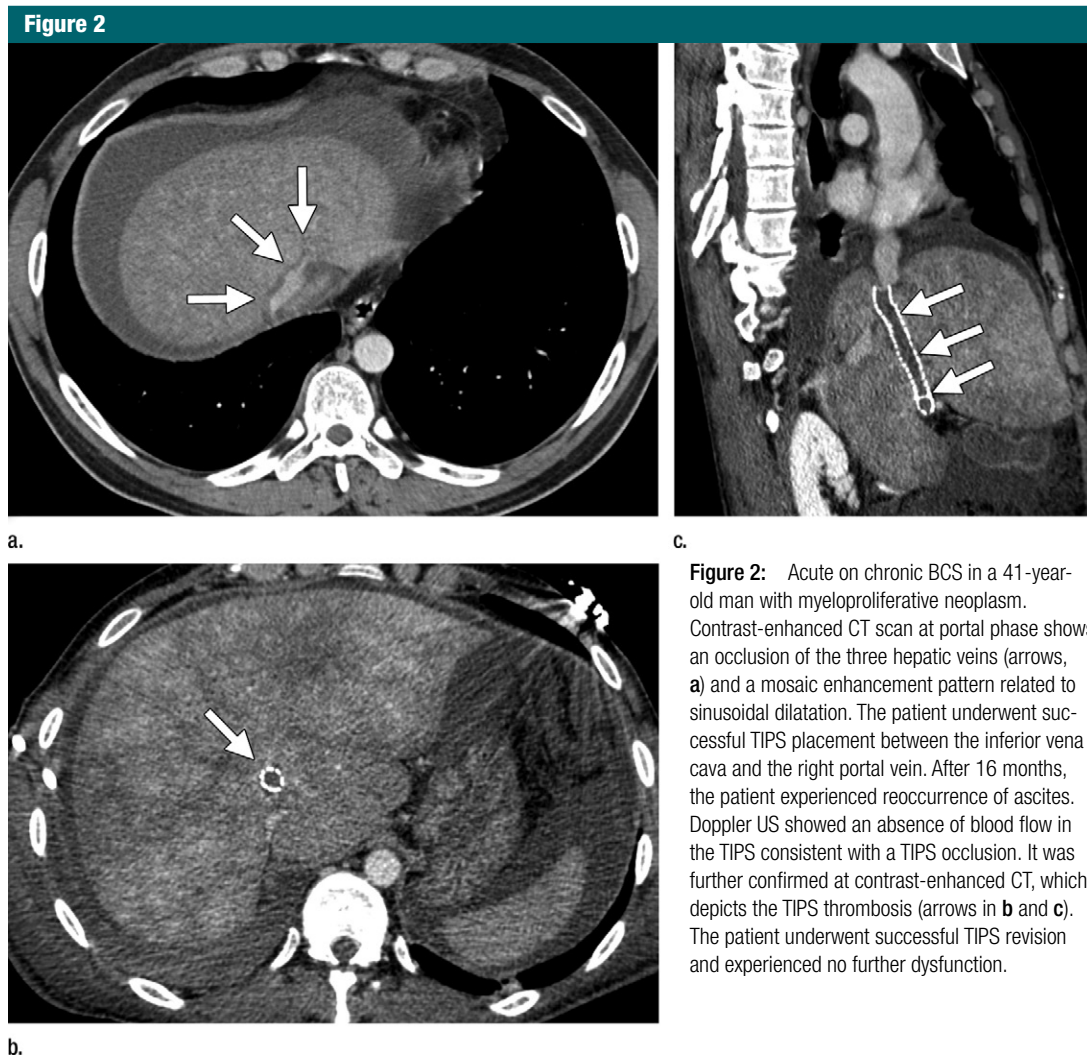 Figure 2
a.
c.
b.
Figure 2: Acute on chronic BCS in a 41-year-
old man with myeloproliferative neoplasm.
Contrast-enhanced CT scan at portal phase shows
an occlusion of the three hepatic veins (arrows,
a) and a mosaic enhancement pattern related to
sinusoidal dilatation. The patient underwent suc-
cessful TIPS placement between the inferior vena
cava and the right portal vein. After 16 months,
the patient experienced reoccurrence of ascites.
Doppler US showed an absence of blood flow in
the TIPS consistent with a TIPS occlusion. It was
further confirmed at contrast-enhanced CT, which
depicts the TIPS thrombosis (arrows in b and c).
The patient underwent successful TIPS revision
and experienced no further dysfunction.